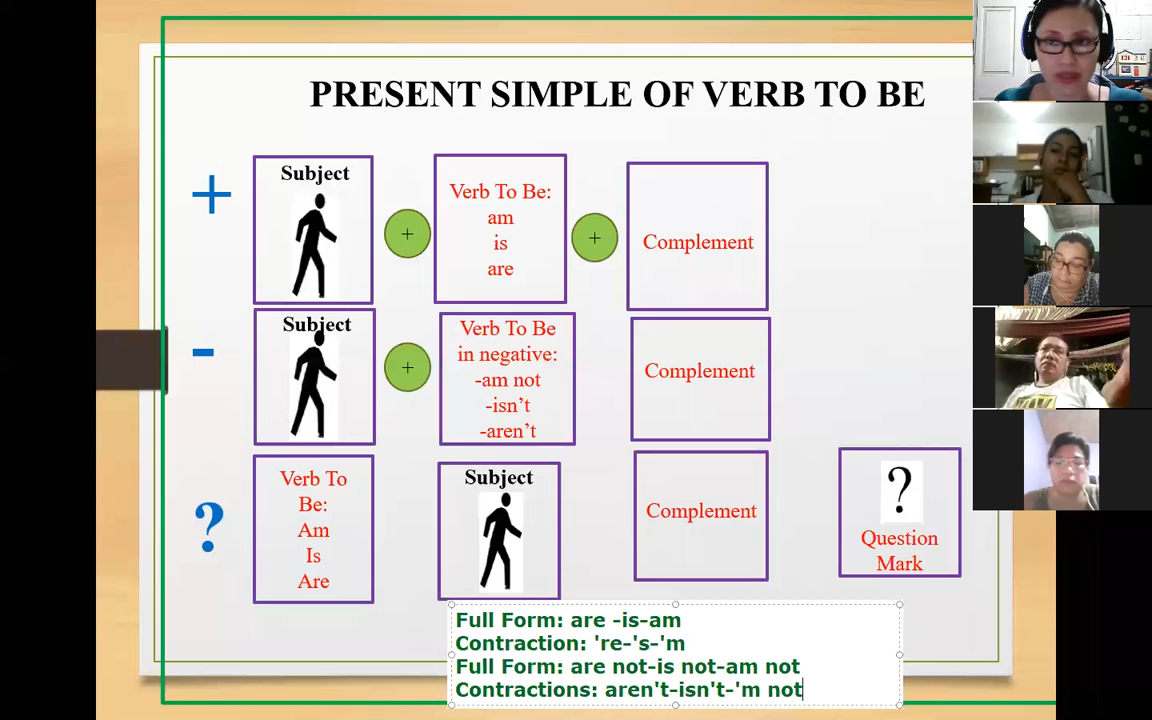 PRESENT SIMPLE OF VERB TO BE
+
Subject
+
Verb To Be:
am
is
are
+
Complement
-
Subject
+
Verb To Be
in negative:
-am not
-isn’t
-aren’t
Complement
?
Verb To
Be:
Am
Is
Are
Subject
Complement
?
Question
Mark
Full Form: are -is-am
Contraction: 're-'s-'m
Full Form: are not-is not-am not
Contractions: aren't-isn't-'m not